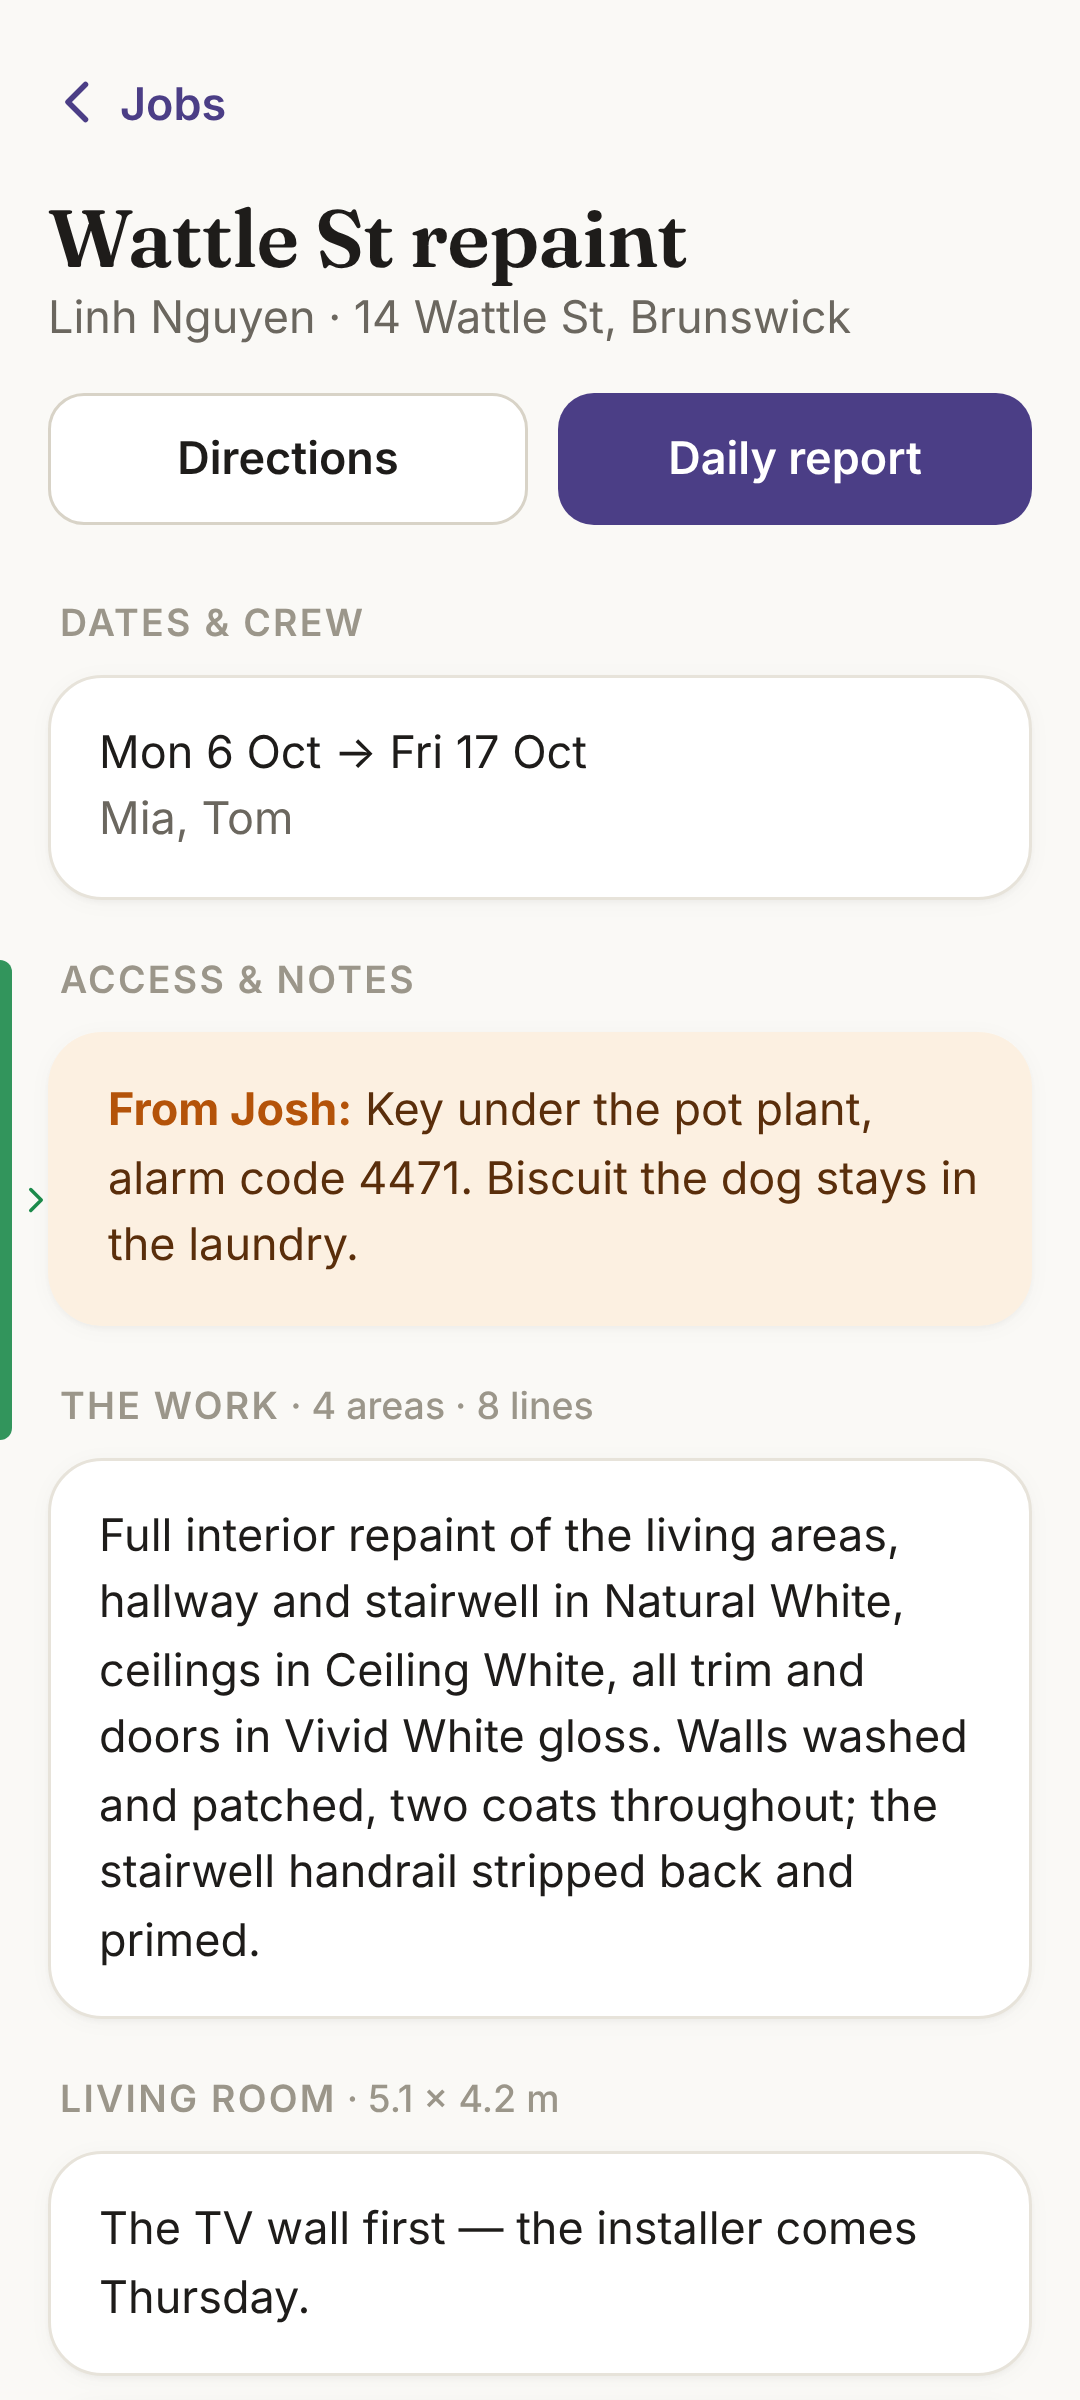 Jobs
Wattle St repaint
Linh Nguyen · 14 Wattle St, Brunswick
Directions
Daily report
DATES & CREW
Mon 6 Oct → Fri 17 Oct
Mia, Tom
ACCESS & NOTES
From Josh: Key under the pot plant,
alarm code 4471. Biscuit the dog stays in
the laundry.
THE WORK · 4 areas · 8 lines
Full interior repaint of the living areas,
hallway and stairwell in Natural White,
ceilings in Ceiling White, all trim and
doors in Vivid White gloss. Walls washed
and patched, two coats throughout; the
stairwell handrail stripped back and
primed.
LIVING ROOM · 5.1 × 4.2 m
The TV wall first — the installer comes
Thursday.